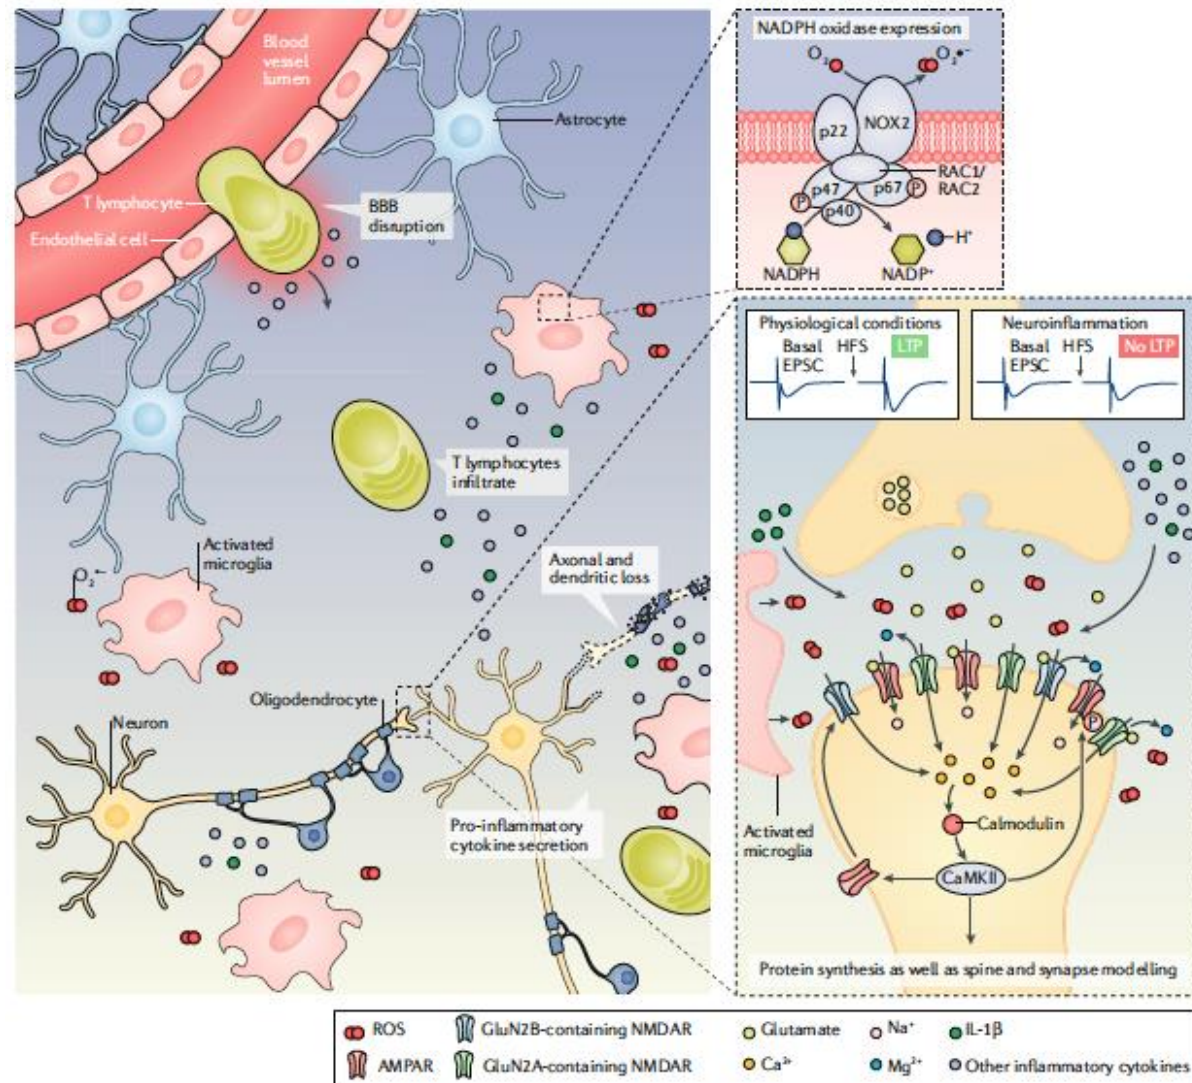 Blood
vessel
lumen
Astrocyte
T lymphocyte
BBB
disruption
Endothelial cell
T lymphocytes
infiltrate
Activated
microglia
O₂•−
Axonal and
dendritic loss
Oligodendrocyte
Neuron
Pro-inflammatory
cytokine secretion
NADPH oxidase expression
O₂
O₂•−
p22
NOX2
RAC1/
RAC2
p47
p67
P
P
p40
H⁺
NADPH
NADP⁺
Physiological conditions
Basal
EPSC
HFS
LTP
Neuroinflammation
Basal
EPSC
HFS
No LTP
P
Activated
microglia
Calmodulin
CaMKII
Protein synthesis as well as spine and synapse modelling
ROS
GluN2B-containing NMDAR
Glutamate
Na⁺
IL-1β
AMPAR
GluN2A-containing NMDAR
Ca²⁺
Mg²⁺
Other inflammatory cytokines